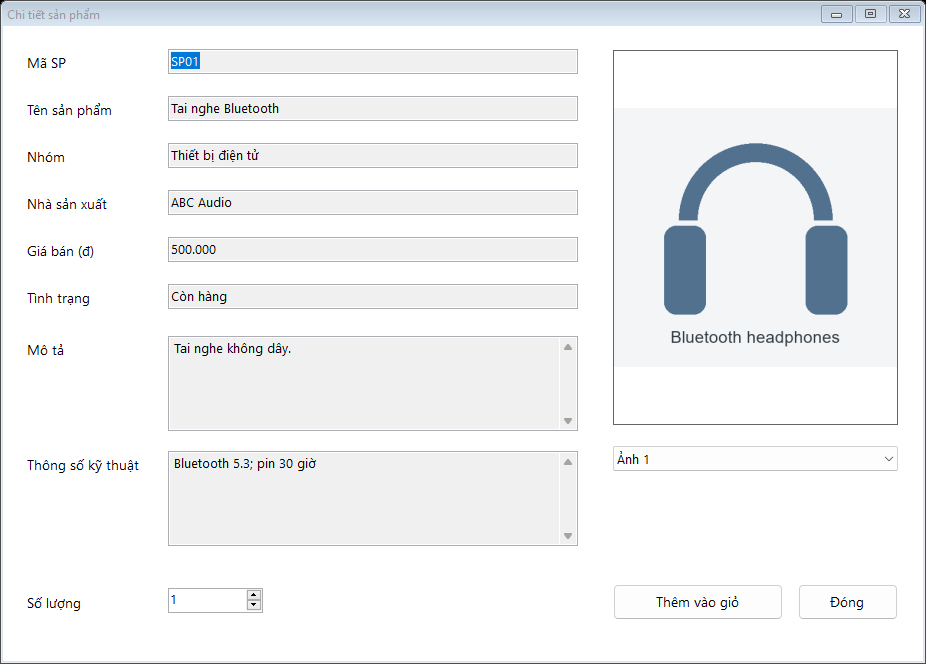 Chi tiết sản phẩm
Mã SP
SP01
Tên sản phẩm
Tai nghe Bluetooth
Nhóm
Thiết bị điện tử
Nhà sản xuất
ABC Audio
Giá bán (đ)
500.000
Tình trạng
Còn hàng
Mô tả
Tai nghe không dây.
Thông số kỹ thuật
Bluetooth 5.3; pin 30 giờ
Số lượng
1
Bluetooth headphones
Ảnh 1
Thêm vào giỏ
Đóng